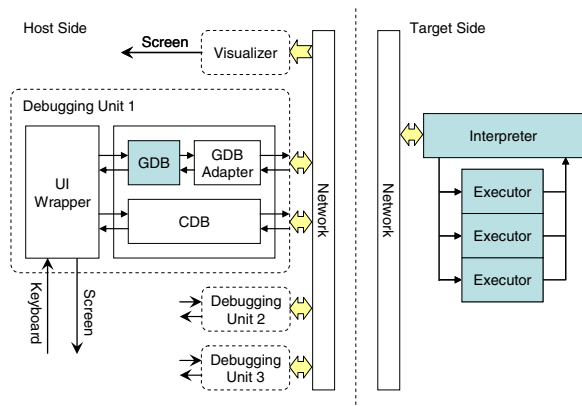 Host Side
Target Side
Screen
Visualizer
Debugging Unit 1
UI
Wrapper
GDB
GDB
Adapter
CDB
Keyboard
Screen
Debugging
Unit 2
Debugging
Unit 3
Network
Network
Interpreter
Executor
Executor
Executor